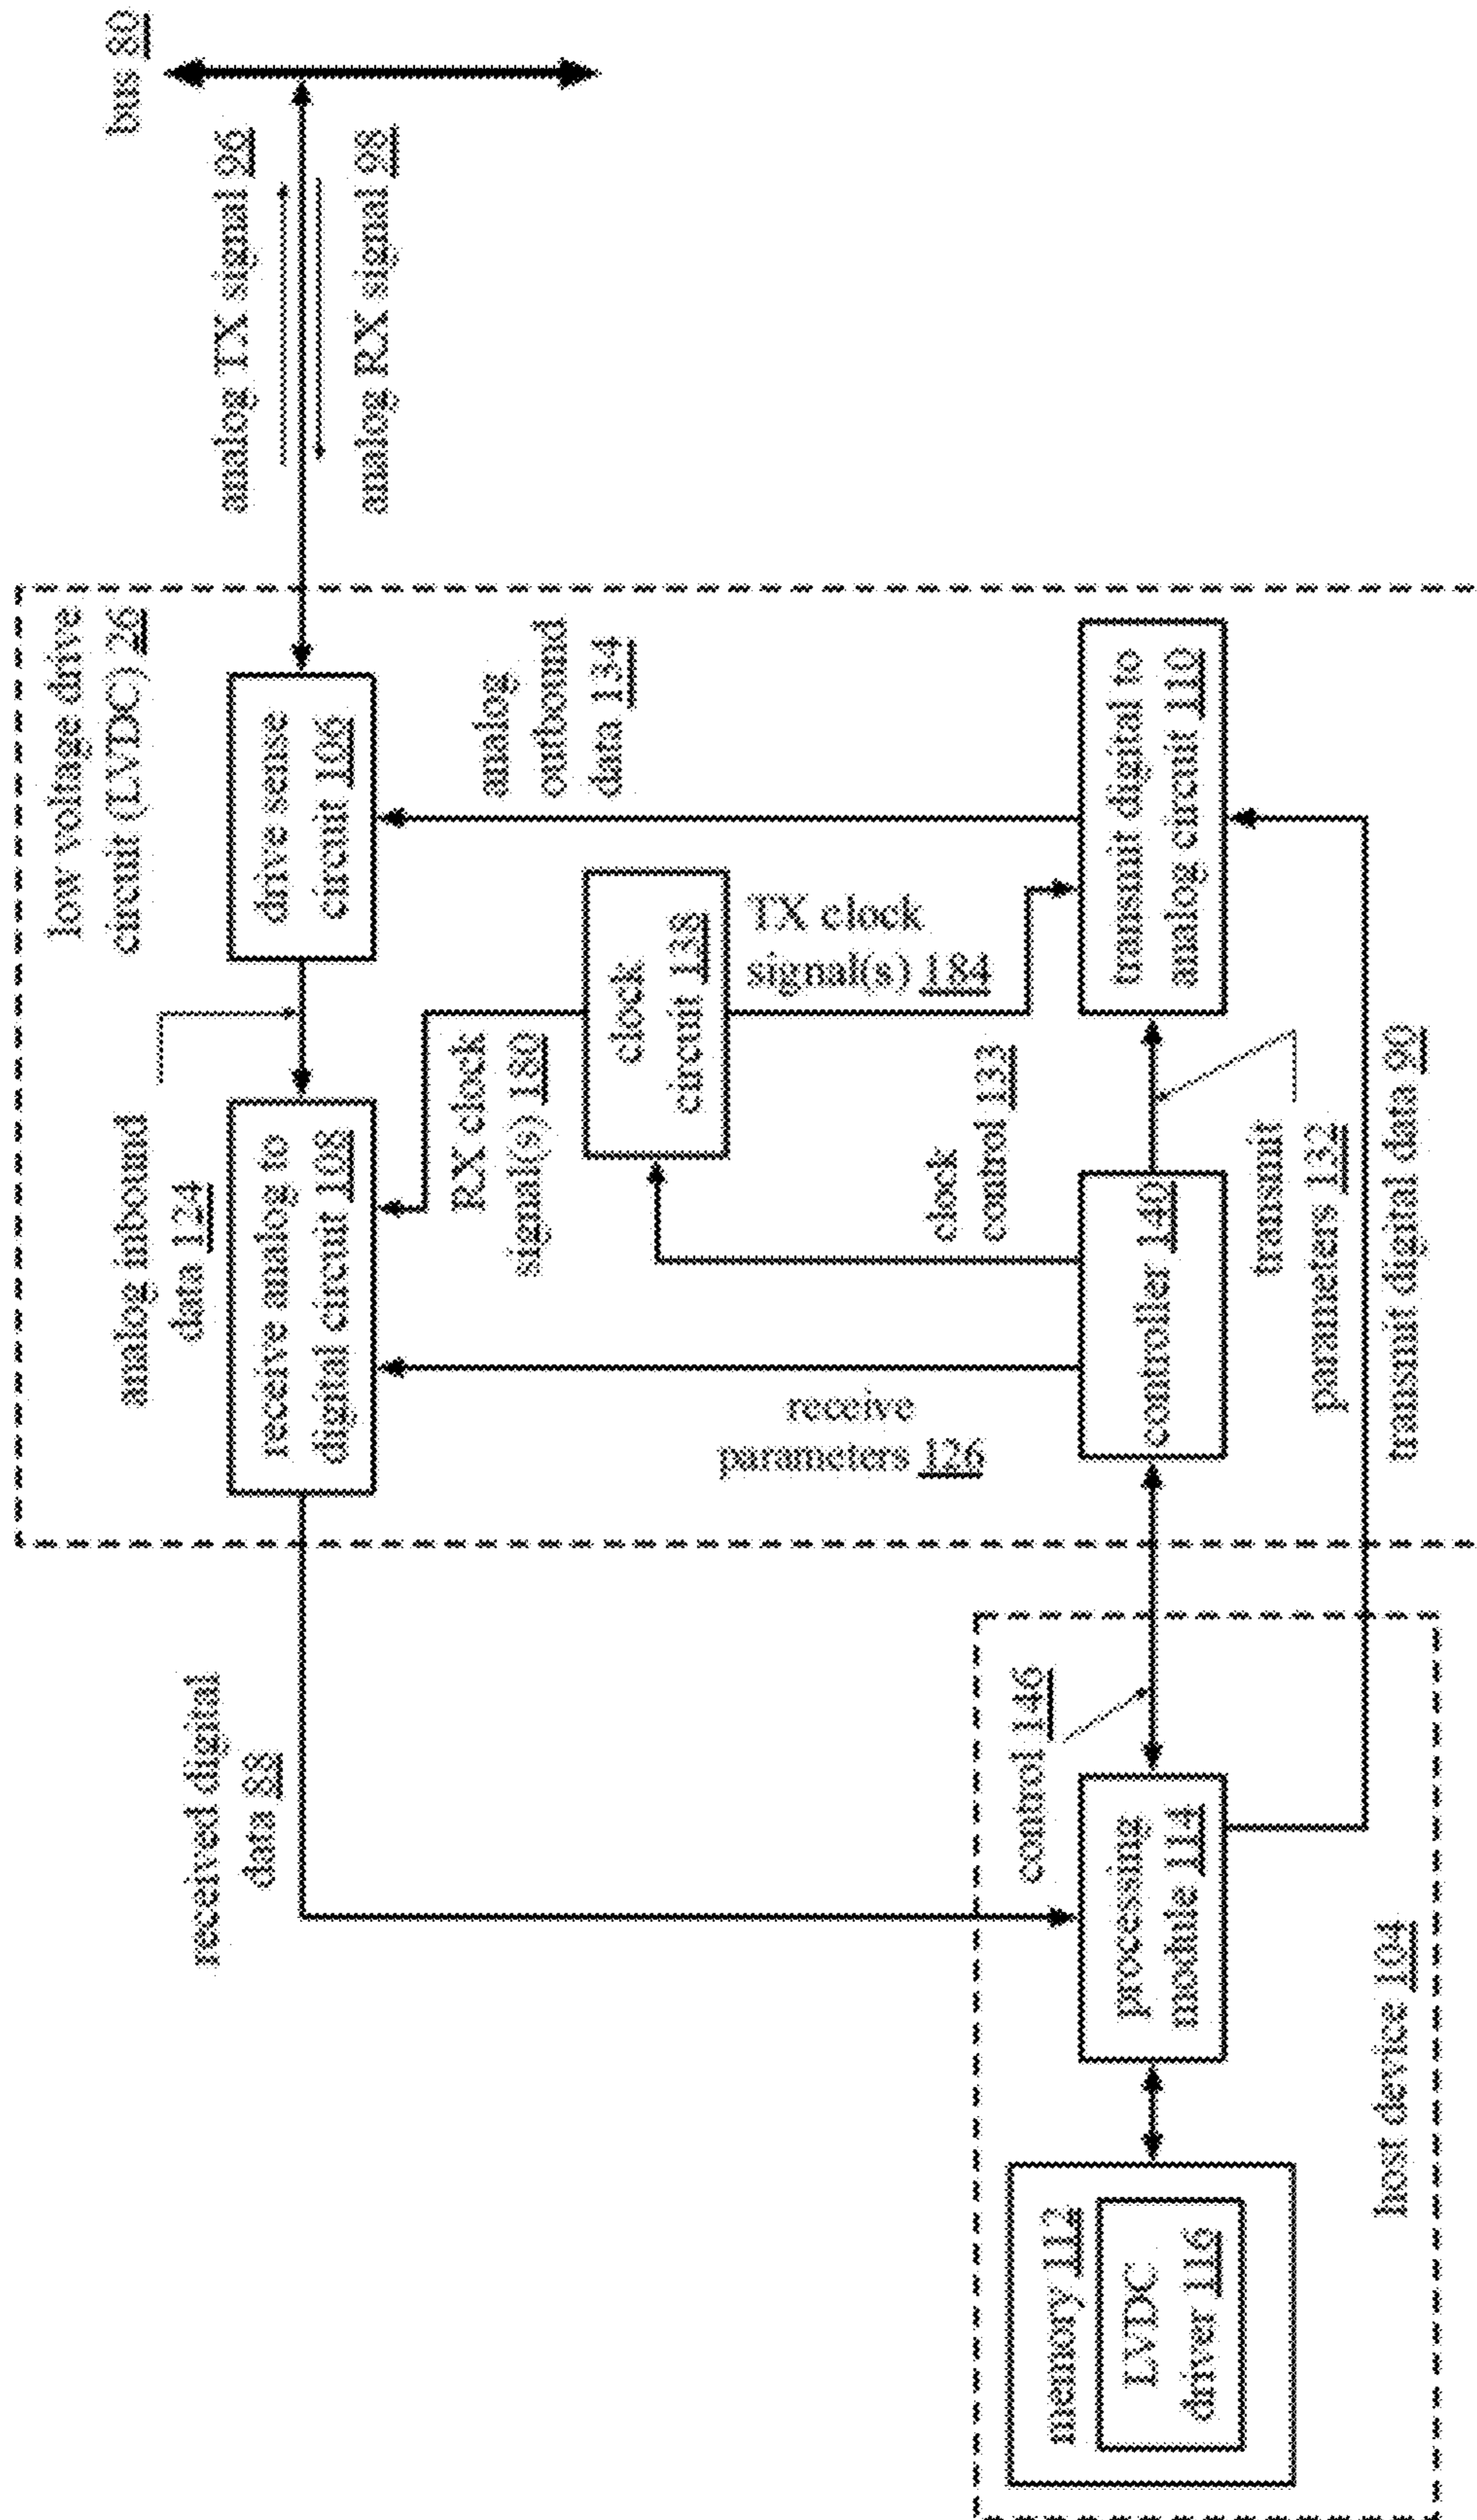 low voltage drive
circuit (LVDC) 26
bus 80
analog TX signal 96
analog RX signal 98
received digital
data 88
analog inbound
data 124
receive analog to
digital circuit 108
drive sense
circuit 106
RX clock
signal(s) 180
clock
circuit 138
TX clock
signal(s) 184
analog
outbound
data 134
receive
parameters 126
clock
control 133
controller 140
transmit digital to
analog circuit 110
transmit
parameters 132
transmit digital data 90
control 146
processing
module 114
memory 112
LVDC
driver 116
host device 104